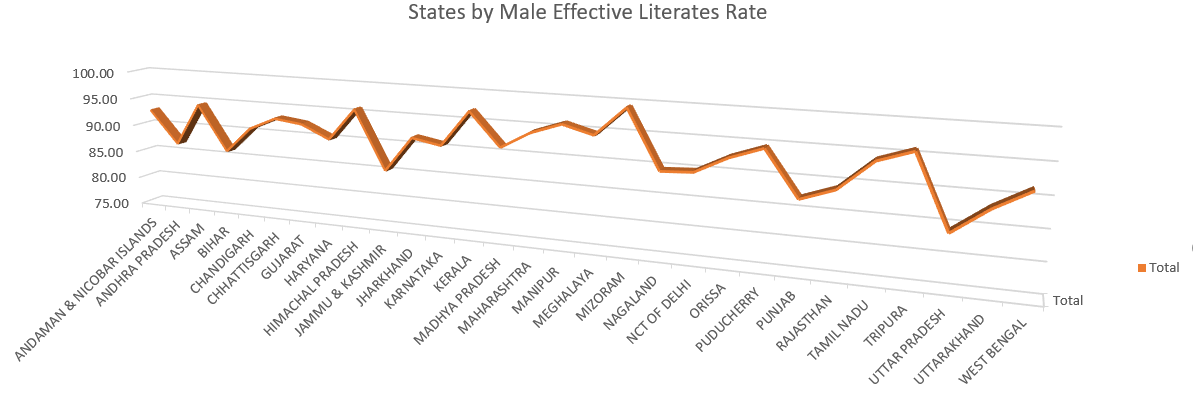 States by Male Effective Literates Rate
100.00
95.00
90.00
85.00
80.00
75.00
ANDAMAN & NICOBAR ISLANDS
ANDHRA PRADESH
ASSAM
BIHAR
CHANDIGARH
CHHATTISGARH
GUJARAT
HARYANA
HIMACHAL PRADESH
JAMMU & KASHMIR
JHARKHAND
KARNATAKA
KERALA
MADHYA PRADESH
MAHARASHTRA
MANIPUR
MEGHALAYA
MIZORAM
NAGALAND
NCT OF DELHI
ORISSA
PUDUCHERRY
PUNJAB
RAJASTHAN
TAMIL NADU
TRIPURA
UTTAR PRADESH
UTTARAKHAND
WEST BENGAL
Total
Total